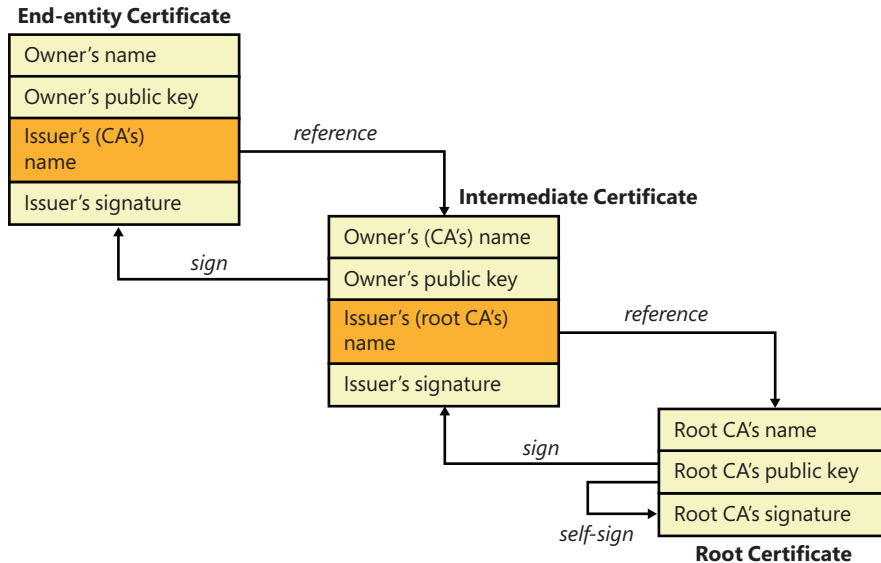 End-entity Certificate
Owner’s name
Owner’s public key
Issuer’s (CA’s)
name
Issuer’s signature
reference
sign
Intermediate Certificate
Owner’s (CA’s) name
Owner’s public key
Issuer’s (root CA’s)
name
Issuer’s signature
reference
sign
Root CA’s name
Root CA’s public key
Root CA’s signature
self-sign
Root Certificate